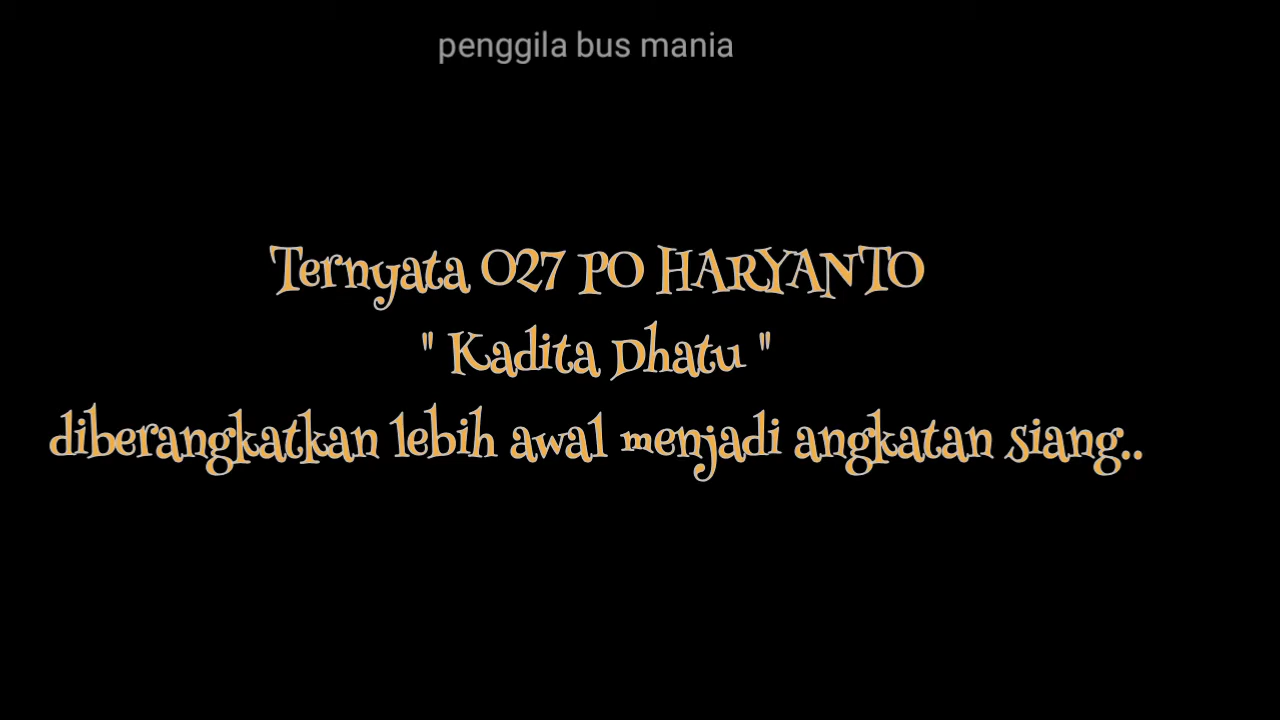 penggila bus mania
Ternyata 027 PO HARYANTO
" Kadita Dhatu "
diberangkatkan lebih awal menjadi angkatan siang..